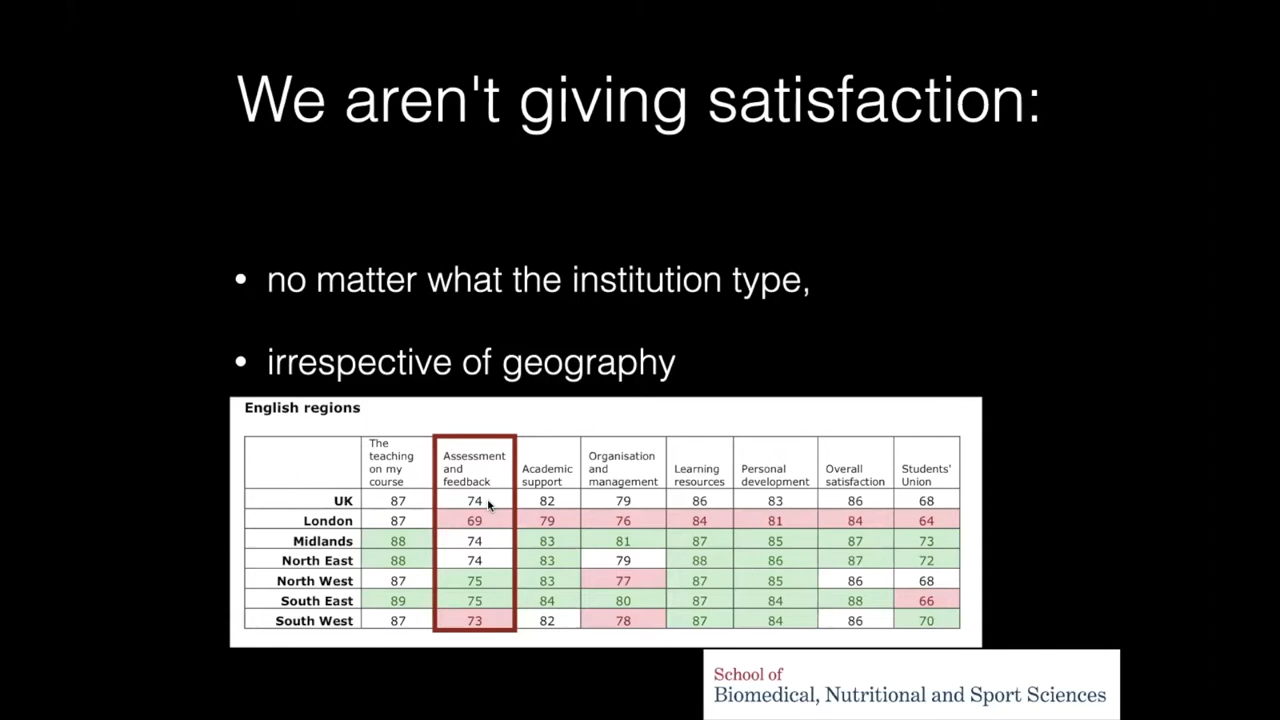 We aren't giving satisfaction:
• no matter what the institution type,
• irrespective of geography
English regions
The teaching on my course Assessment and feedback Academic support Organisation and management Learning resources Personal development Overall satisfaction Students' Union
UK 87 74 82 79 86 83 86 68
London 87 69 79 76 84 81 84 64
Midlands 88 74 83 81 87 85 87 73
North East 88 74 83 79 88 86 87 72
North West 87 75 83 77 87 85 86 68
South East 89 75 84 80 87 84 88 66
South West 87 73 82 78 87 84 86 70
School of
Biomedical, Nutritional and Sport Sciences